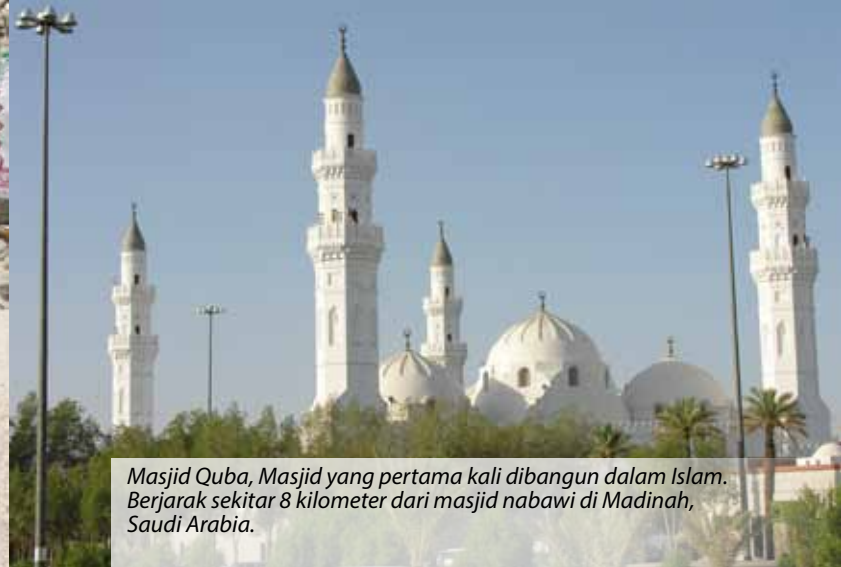 Masjid Quba, Masjid yang pertama kali dibangun dalam Islam.
Berjarak sekitar 8 kilometer dari masjid nabawi di Madinah,
Saudi Arabia.